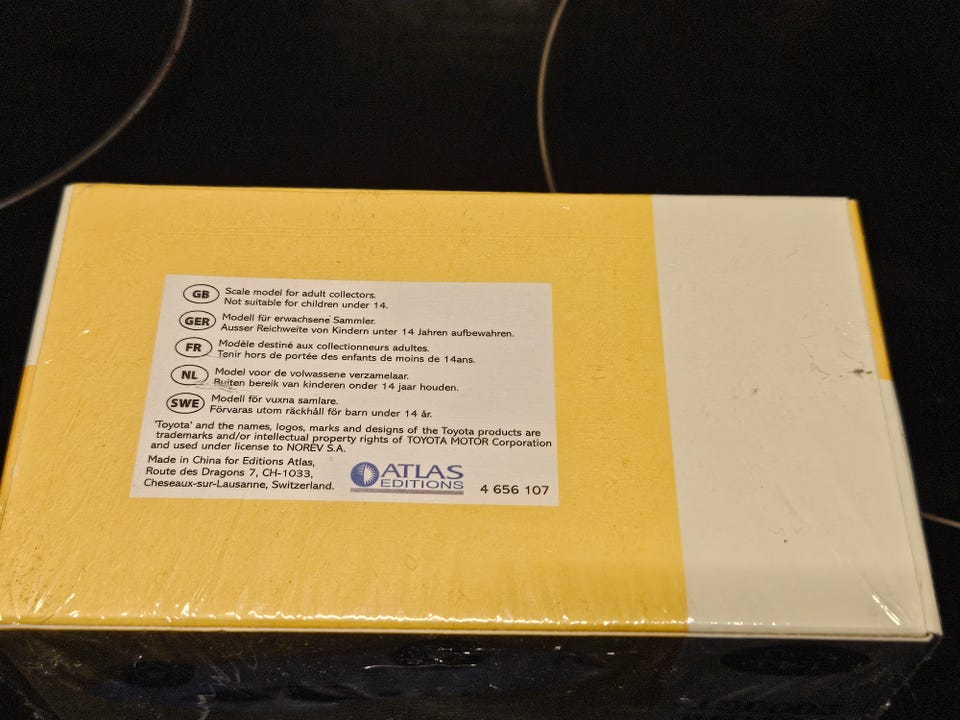 GB Scale model for adult collectors.
Not suitable for children under 14.
GER Modell für erwachsene Sammler.
Ausser Reichweite von Kindern unter 14 Jahren aufbewahren.
FR Modèle destiné aux collectionneurs adultes.
Tenir hors de portée des enfants de moins de 14ans.
NL Model voor de volwassene verzamelaar.
Buiten bereik van kinderen onder 14 jaar houden.
SWE Modell för vuxna samlare.
Förvaras utom räckhåll för barn under 14 år.
'Toyota' and the names, logos, marks and designs of the Toyota products are
trademarks and/or intellectual property rights of TOYOTA MOTOR Corporation
and used under license to NOREV S.A.
Made in China for Editions Atlas,
Route des Dragons 7, CH-1033,
Cheseaux-sur-Lausanne, Switzerland.
ATLAS
EDITIONS
4 656 107